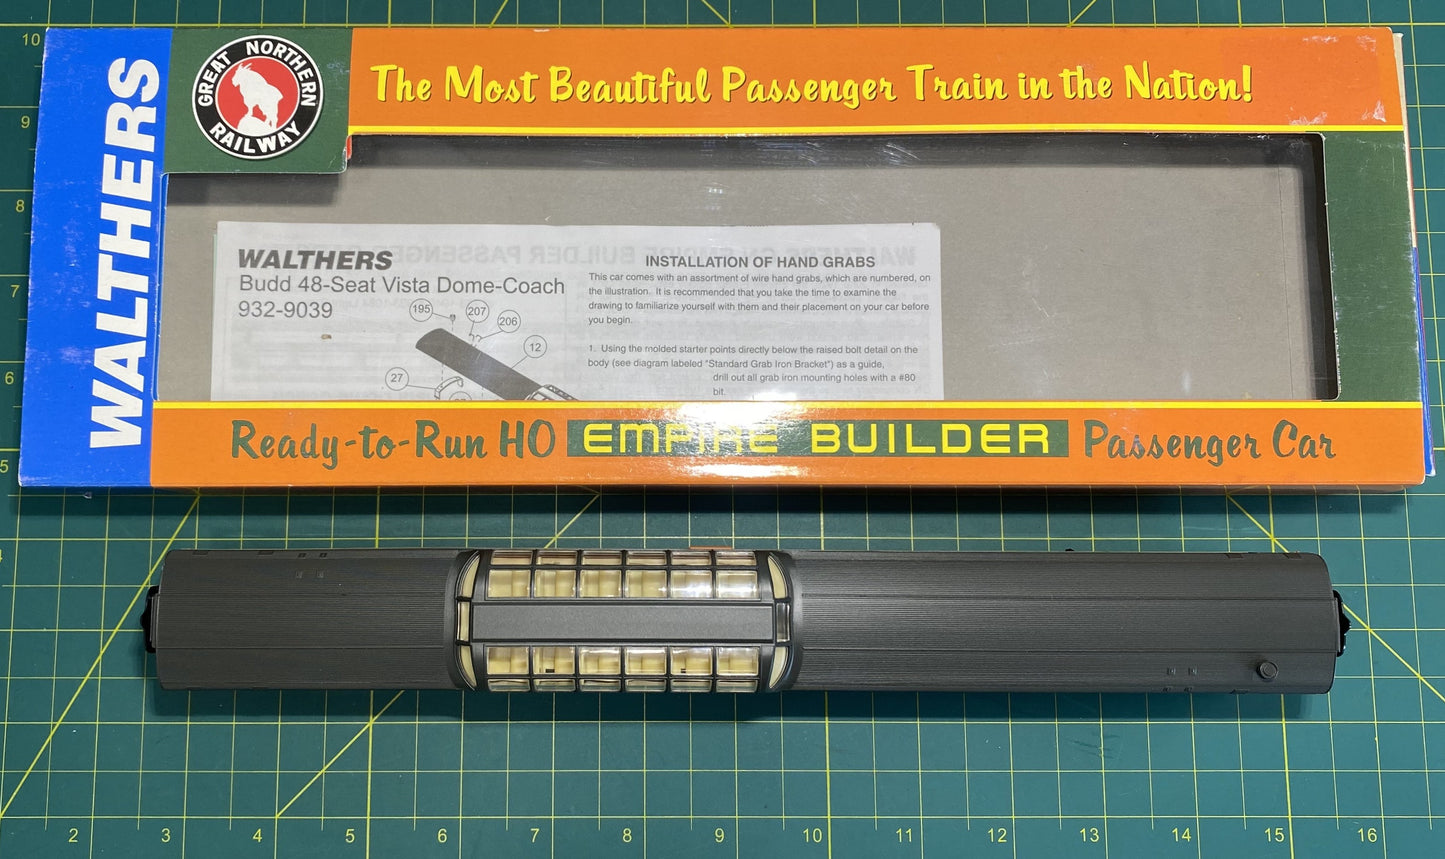 WALTHERS
GREAT NORTHERN
RAILWAY
The Most Beautiful Passenger Train in the Nation!
WALTHERS
Budd 48-Seat Vista Dome-Coach
932-9039
195
207
206
12
27
INSTALLATION OF HAND GRABS
This car comes with an assortment of wire hand grabs, which are numbered, on
the illustration. It is recommended that you take the time to examine the
drawing to familiarize yourself with them and their placement on your car before
you begin.
1. Using the molded starter points directly below the raised bolt detail on the
body (see diagram labeled "Standard Grab Iron Bracket") as a guide,
drill out all grab iron mounting holes with a #80
bit.
Ready-to-Run HO EMPIRE BUILDER Passenger Car
10
9
8
7
6
5
4
2 3 4 5 6 7 8 9 10 11 12 13 14 15 16